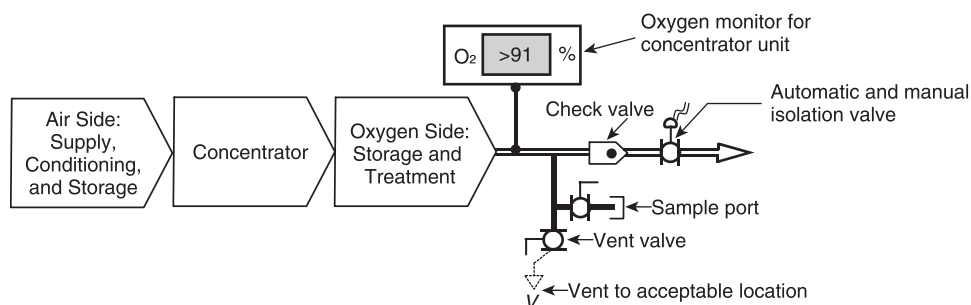 Oxygen monitor for
concentrator unit
O2 >91 %
Automatic and manual
isolation valve
Check valve
Air Side:
Supply,
Conditioning,
and Storage
Concentrator
Oxygen Side:
Storage and
Treatment
Sample port
Vent valve
V
Vent to acceptable location